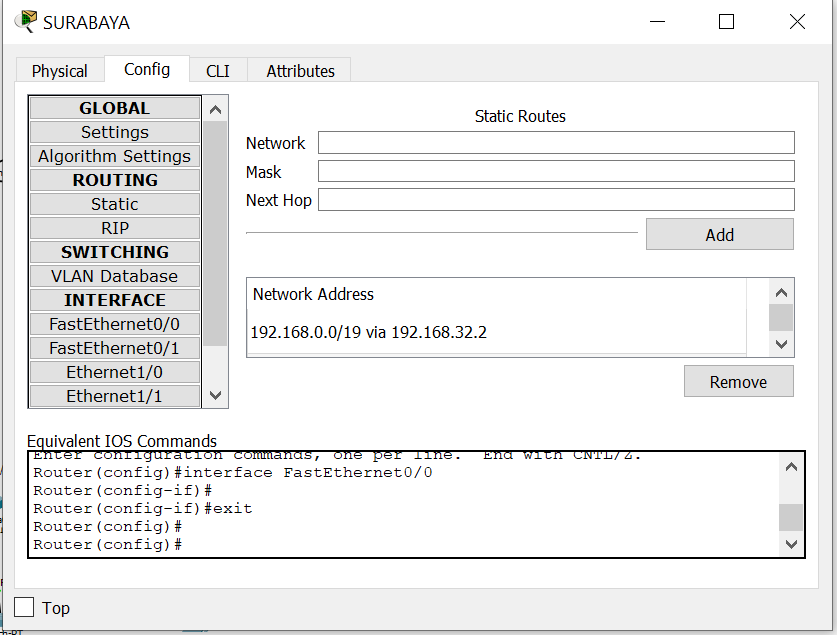 SURABAYA
Physical
Config
CLI
Attributes
GLOBAL
Settings
Algorithm Settings
ROUTING
Static
RIP
SWITCHING
VLAN Database
INTERFACE
FastEthernet0/0
FastEthernet0/1
Ethernet1/0
Ethernet1/1
Static Routes
Network
Mask
Next Hop
Add
Network Address
192.168.0.0/19 via 192.168.32.2
Remove
Equivalent IOS Commands
Enter configuration commands, one per line.  End with CNTL/Z.
Router(config)#interface FastEthernet0/0
Router(config-if)#
Router(config-if)#exit
Router(config)#
Router(config)#
Top